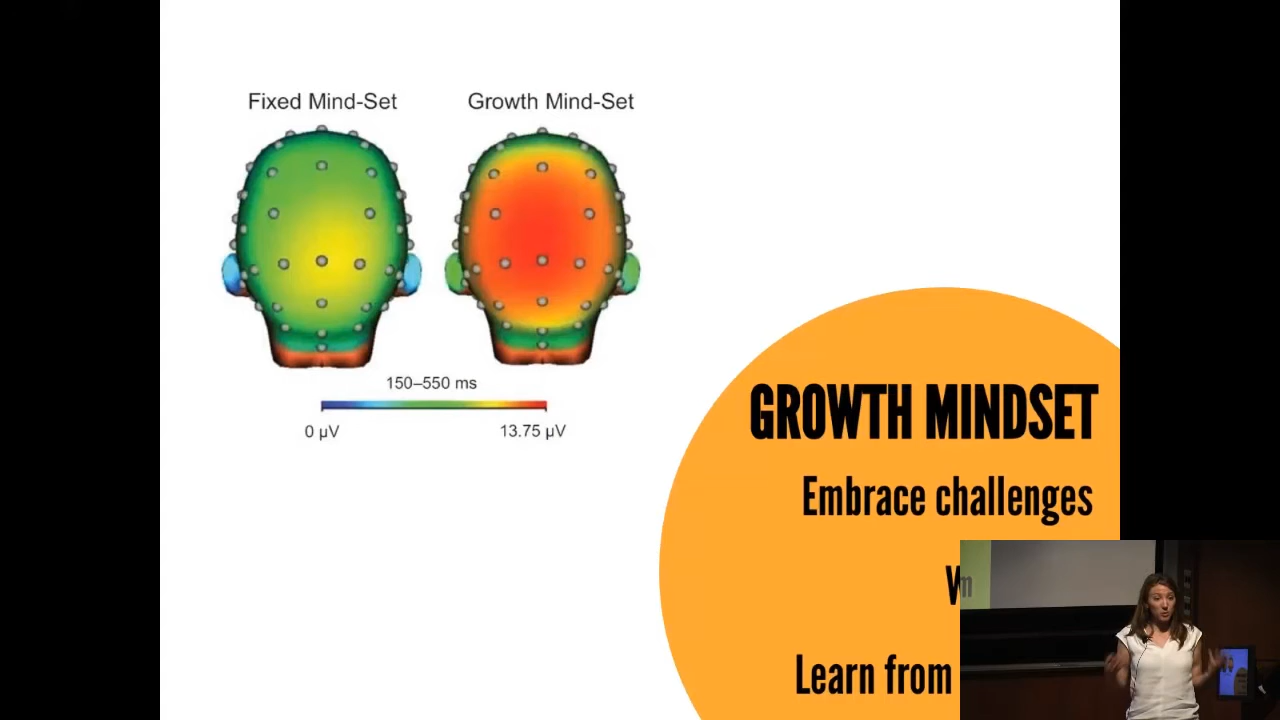 Fixed Mind-Set
Growth Mind-Set
150–550 ms
0 µV
13.75 µV
GROWTH MINDSET
Embrace challenges
Learn from